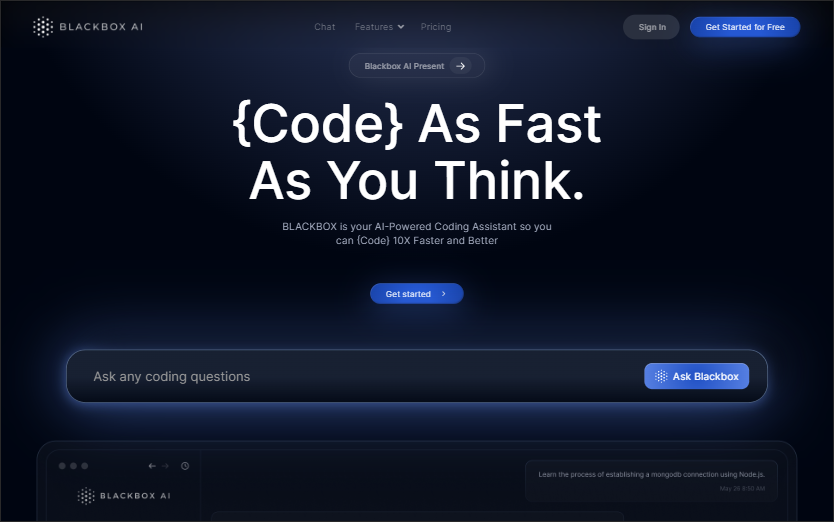 BLACKBOX AI
Chat
Features
Pricing
Sign In
Get Started for Free
Blackbox AI Present
{Code} As Fast
As You Think.
BLACKBOX is your AI-Powered Coding Assistant so you
can {Code} 10X Faster and Better
Get started
Ask any coding questions
Ask Blackbox
Learn the process of establishing a mongodb connection using Node.js.
May 28 8:50 AM
BLACKBOX AI